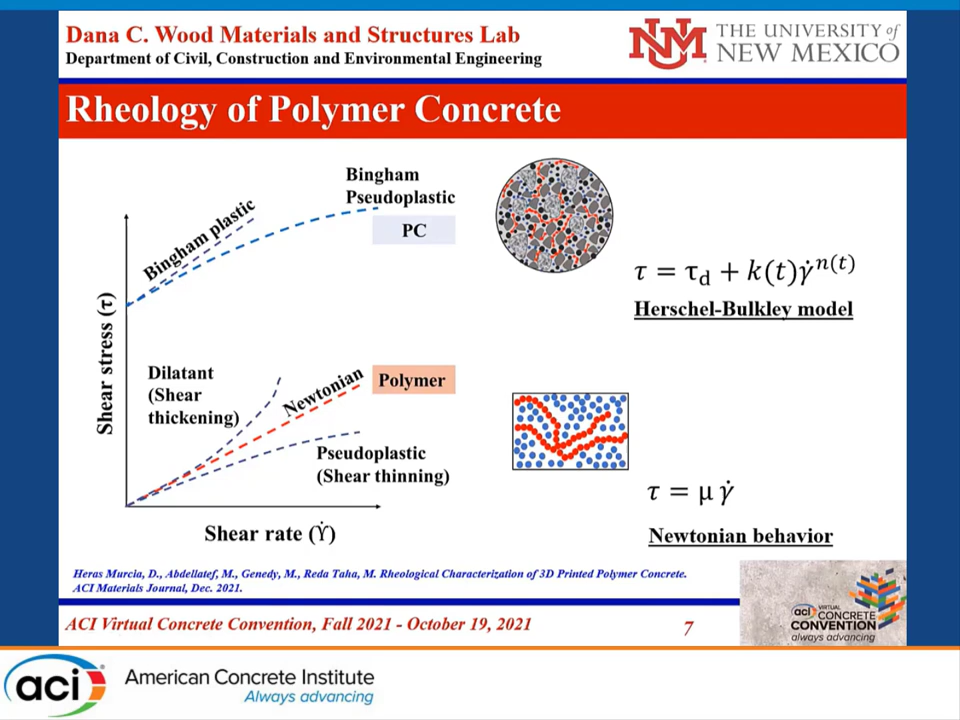 Dana C. Wood Materials and Structures Lab
Department of Civil, Construction and Environmental Engineering
NM
THE UNIVERSITY of
NEW MEXICO
Rheology of Polymer Concrete
Bingham
Pseudoplastic
PC
Bingham plastic
Shear stress (τ)
Dilatant
(Shear
thickening)
Newtonian
Polymer
Pseudoplastic
(Shear thinning)
Shear rate (Ϋ)
τ = τd + k(t)γ̇^n(t)
Herschel-Bulkley model
τ = μ γ̇
Newtonian behavior
Heras Murcia, D., Abdellatef, M., Genedy, M., Reda Taha, M. Rheological Characterization of 3D Printed Polymer Concrete.
ACI Materials Journal, Dec. 2021.
ACI Virtual Concrete Convention, Fall 2021 - October 19, 2021
7
aci VIRTUAL
CONCRETE
CONVENTION
always advancing
aci
American Concrete Institute
Always advancing